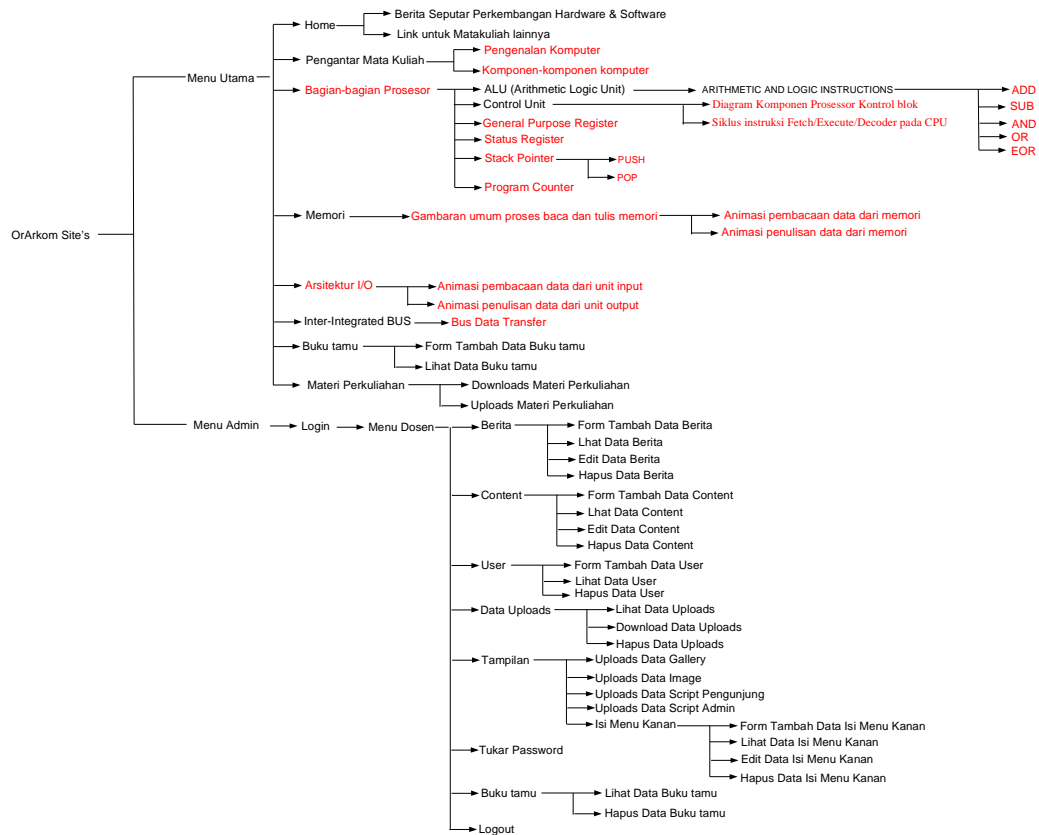 Berita Seputar Perkembangan Hardware & Software
Home
Link untuk Matakuliah lainnya
Pengenalan Komputer
Pengantar Mata Kuliah
Komponen-komponen komputer
Menu Utama
Bagian-bagian Prosesor
ALU (Arithmetic Logic Unit)
ARITHMETIC AND LOGIC INSTRUCTIONS
ADD
Control Unit
Diagram Komponen Prosessor Kontrol blok
SUB
General Purpose Register
Siklus instruksi Fetch/Execute/Decoder pada CPU
AND
Status Register
OR
EOR
Stack Pointer
PUSH
POP
Program Counter
Memori
Gambaran umum proses baca dan tulis memori
Animasi pembacaan data dari memori
Animasi penulisan data dari memori
OrArkom Site's
Arsitektur I/O
Animasi pembacaan data dari unit input
Animasi penulisan data dari unit output
Inter-Integrated BUS
Bus Data Transfer
Buku tamu
Form Tambah Data Buku tamu
Lihat Data Buku tamu
Materi Perkuliahan
Downloads Materi Perkuliahan
Uploads Materi Perkuliahan
Menu Admin
Login
Menu Dosen
Berita
Form Tambah Data Berita
Lhat Data Berita
Edit Data Berita
Hapus Data Berita
Content
Form Tambah Data Content
Lhat Data Content
Edit Data Content
Hapus Data Content
User
Form Tambah Data User
Lihat Data User
Hapus Data User
Data Uploads
Lihat Data Uploads
Download Data Uploads
Hapus Data Uploads
Tampilan
Uploads Data Gallery
Uploads Data Image
Uploads Data Script Pengunjung
Uploads Data Script Admin
Isi Menu Kanan
Form Tambah Data Isi Menu Kanan
Lihat Data Isi Menu Kanan
Edit Data Isi Menu Kanan
Hapus Data Isi Menu Kanan
Tukar Password
Buku tamu
Lihat Data Buku tamu
Hapus Data Buku tamu
Logout